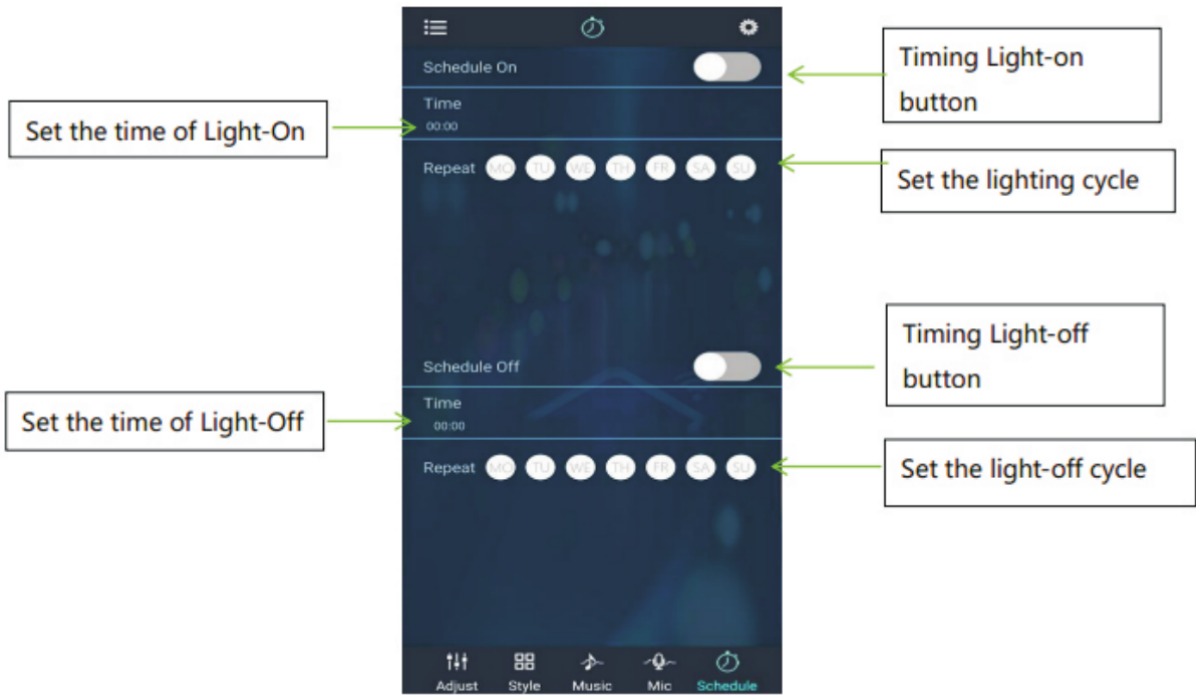 Schedule On
Timing Light-on
button
Set the time of Light-On
Time
00:00
Repeat MO TU WE TH FR SA SU
Set the lighting cycle
Schedule Off
Timing Light-off
button
Set the time of Light-Off
Time
00:00
Repeat MO TU WE TH FR SA SU
Set the light-off cycle
Adjust Style Music Mic Schedule